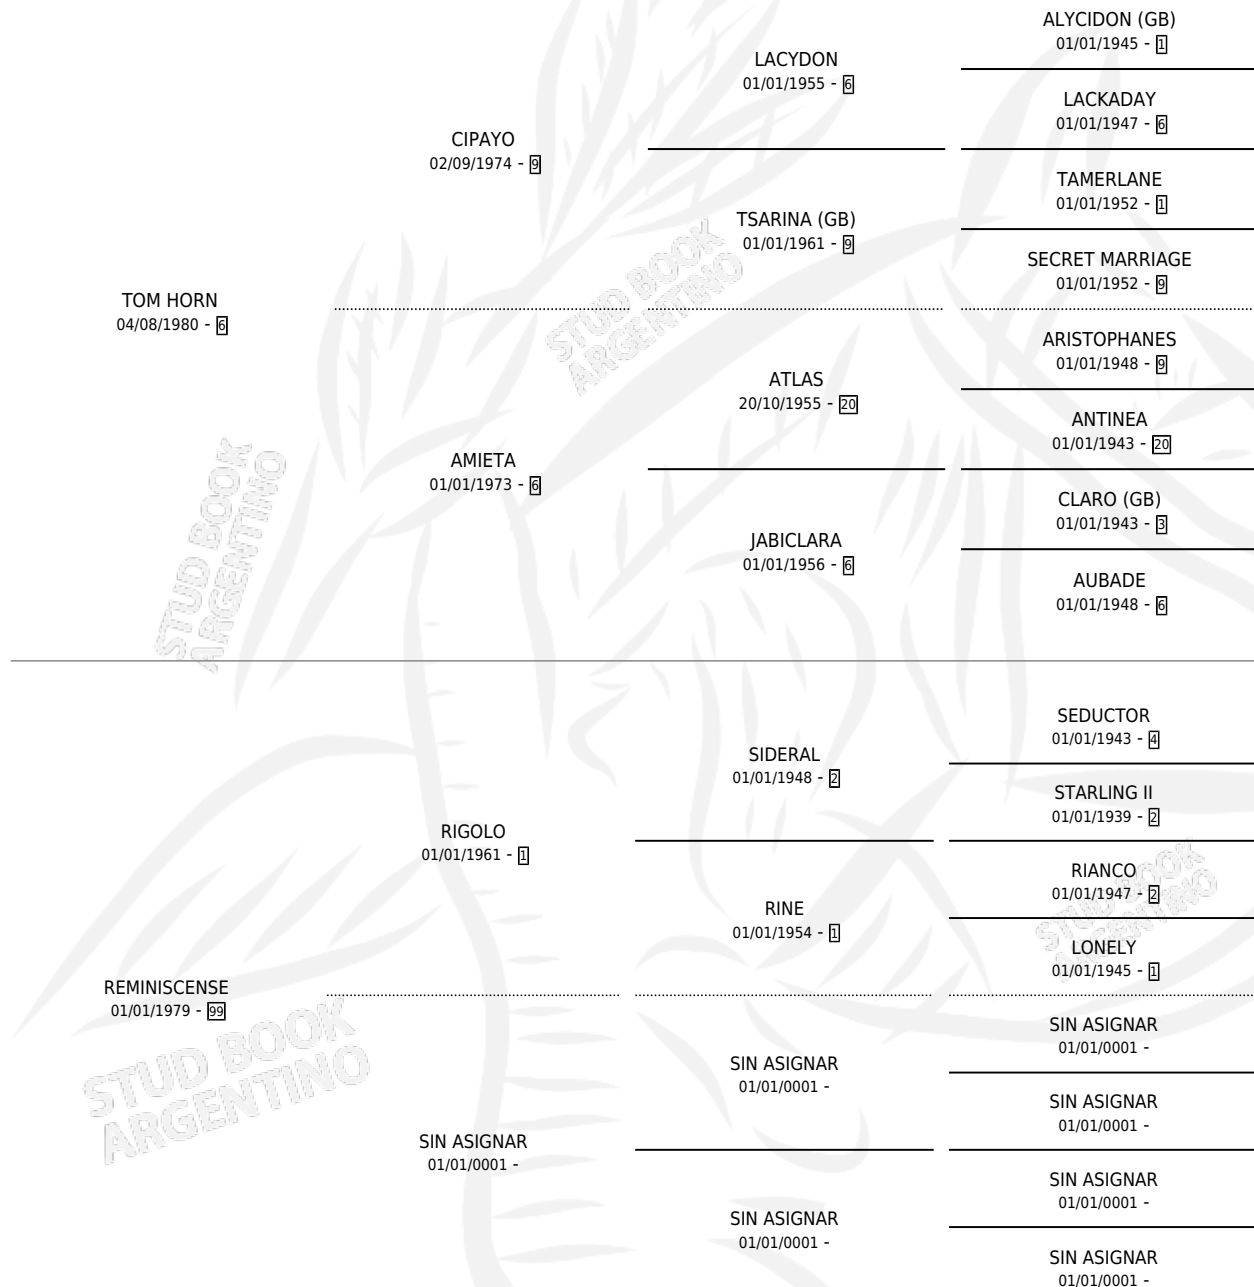 ALYCIDON (GB)
01/01/1945 - 1
LACYDON
01/01/1955 - 6
LACKADAY
01/01/1947 - 6
CIPAYO
02/09/1974 - 9
TAMERLANE
01/01/1952 - 1
TSARINA (GB)
01/01/1961 - 9
SECRET MARRIAGE
01/01/1952 - 9
TOM HORN
04/08/1980 - 6
STUD BOOK
ARGENTINO
ARISTOPHANES
01/01/1948 - 9
ATLAS
20/10/1955 - 20
ANTINEA
01/01/1943 - 20
AMIETA
01/01/1973 - 6
CLARO (GB)
01/01/1943 - 3
JABICLARA
01/01/1956 - 6
AUBADE
01/01/1948 - 6
STUD BOOK
ARGENTINO
SEDUCTOR
01/01/1943 - 4
SIDERAL
01/01/1948 - 2
STARLING II
01/01/1939 - 2
RIGOLO
01/01/1961 - 1
RIANCO
01/01/1947 - 2
RINE
01/01/1954 - 1
STUD BOOK
ARGENTINO
LONELY
01/01/1945 - 1
REMINISCENSE
01/01/1979 - 99
SIN ASIGNAR
01/01/0001 -
SIN ASIGNAR
01/01/0001 -
SIN ASIGNAR
01/01/0001 -
STUD BOOK
ARGENTINO
SIN ASIGNAR
01/01/0001 -
SIN ASIGNAR
01/01/0001 -
SIN ASIGNAR
01/01/0001 -
SIN ASIGNAR
01/01/0001 -